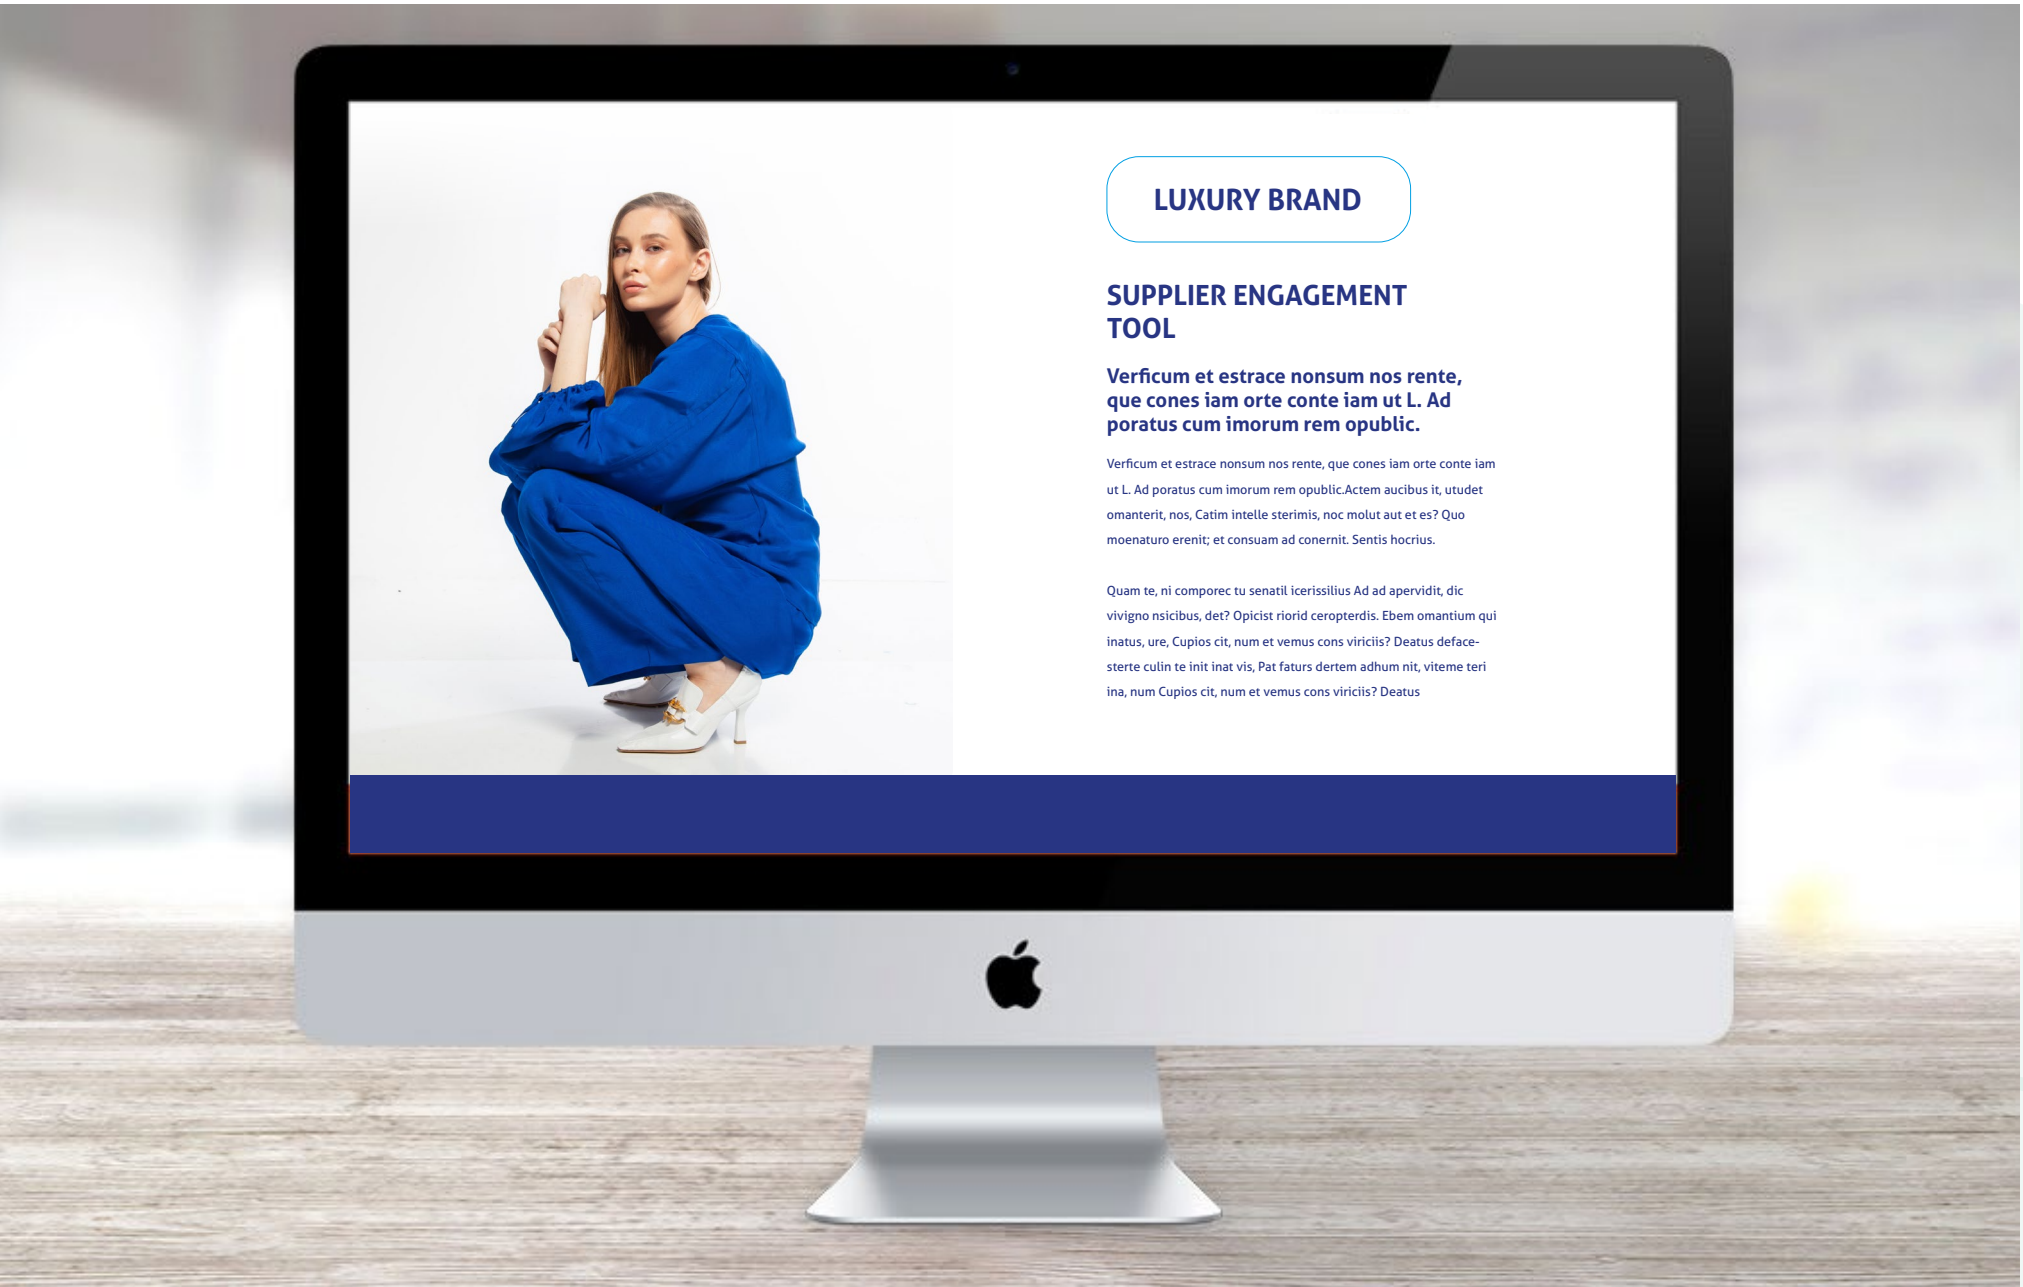 LUXURY BRAND
SUPPLIER ENGAGEMENT
TOOL
Verficum et estrace nonsum nos rente,
que cones iam orte conte iam ut L. Ad
poratus cum imorum rem opublic.
Verficum et estrace nonsum nos rente, que cones iam orte conte iam
ut L. Ad poratus cum imorum rem opublic.Actem aucibus it, utudet
omanterit, nos, Catim intelle sterimis, noc molut aut et es? Quo
moenaturo erenit; et consuam ad conernit. Sentis hocrius.
Quam te, ni comporec tu senatil icerissilius Ad ad apervidit, dic
vivigno nsicibus, det? Opicist riorid ceropterdis. Ebem omantium qui
inatus, ure, Cupios cit, num et vemus cons viriciis? Deatus deface-
sterte culin te init inat vis, Pat faturs dertem adhum nit, viteme teri
ina, num Cupios cit, num et vemus cons viriciis? Deatus